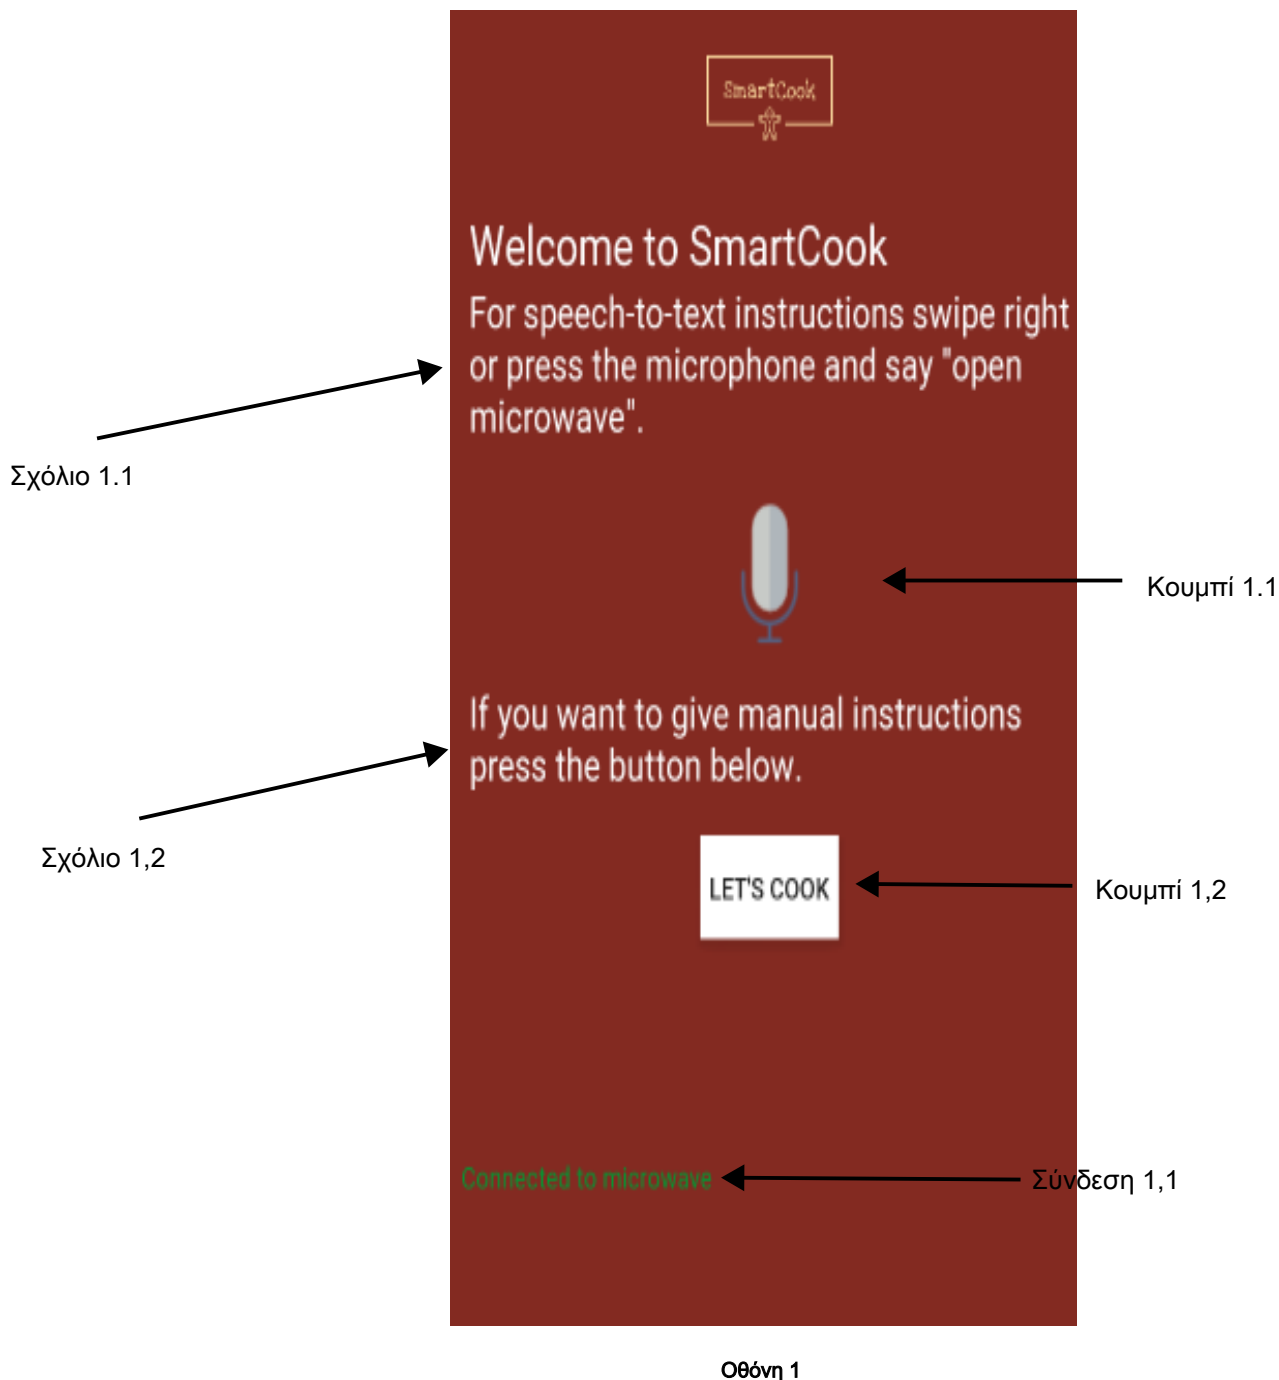 SmartCook
Welcome to SmartCook
For speech-to-text instructions swipe right
or press the microphone and say "open
microwave".
Σχόλιο 1.1
Κουμπί 1.1
If you want to give manual instructions
press the button below.
Σχόλιο 1,2
LET'S COOK
Κουμπί 1,2
Connected to microwave
Σύνδεση 1,1
Οθόνη 1